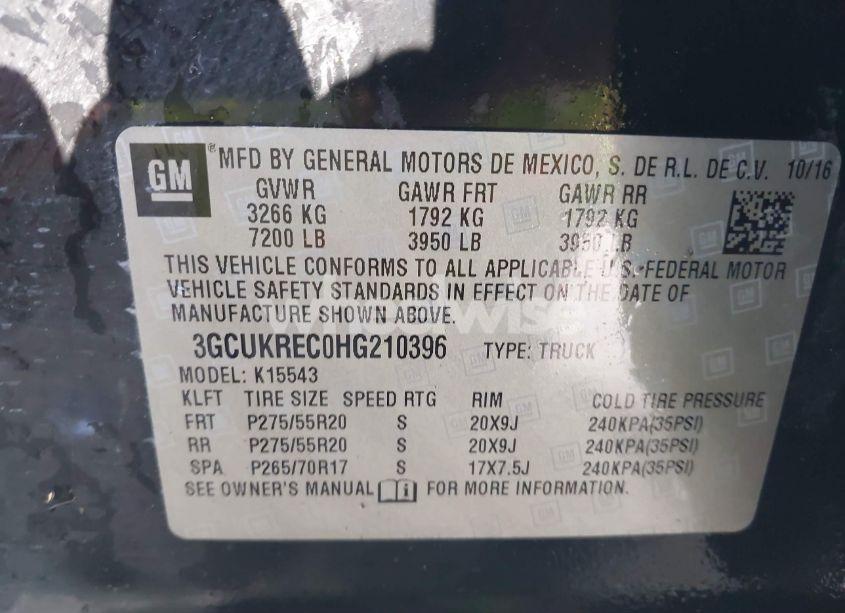 GM ® MFD BY GENERAL MOTORS DE MEXICO, S. DE R.L. DE C.V. 10/16
GVWR GAWR FRT GAWR RR
3266 KG 1792 KG 1792 KG
7200 LB 3950 LB 3950 LB
THIS VEHICLE CONFORMS TO ALL APPLICABLE U.S. FEDERAL MOTOR
VEHICLE SAFETY STANDARDS IN EFFECT ON THE DATE OF
MANUFACTURE SHOWN ABOVE.
3GCUKREC0HG210396 TYPE: TRUCK
MODEL: K15543
KLFT TIRE SIZE SPEED RTG RIM COLD TIRE PRESSURE
FRT P275/55R20 S 20X9J 240KPA(35PSI)
RR P275/55R20 S 20X9J 240KPA(35PSI)
SPA P265/70R17 S 17X7.5J 240KPA(35PSI)
SEE OWNER'S MANUAL FOR MORE INFORMATION.